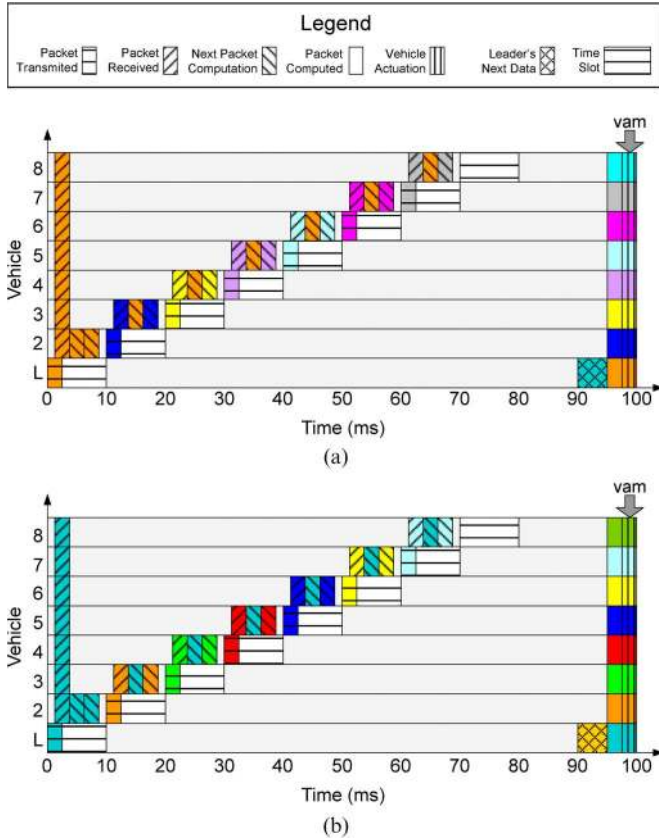 Legend
Packet Transmited
Packet Received
Next Packet Computation
Packet Computed
Vehicle Actuation
Leader's Next Data
Time Slot
vam
8
7
6
5
4
3
2
L
Vehicle
0 10 20 30 40 50 60 70 80 90 100
Time (ms)
(a)
vam
8
7
6
5
4
3
2
L
Vehicle
0 10 20 30 40 50 60 70 80 90 100
Time (ms)
(b)